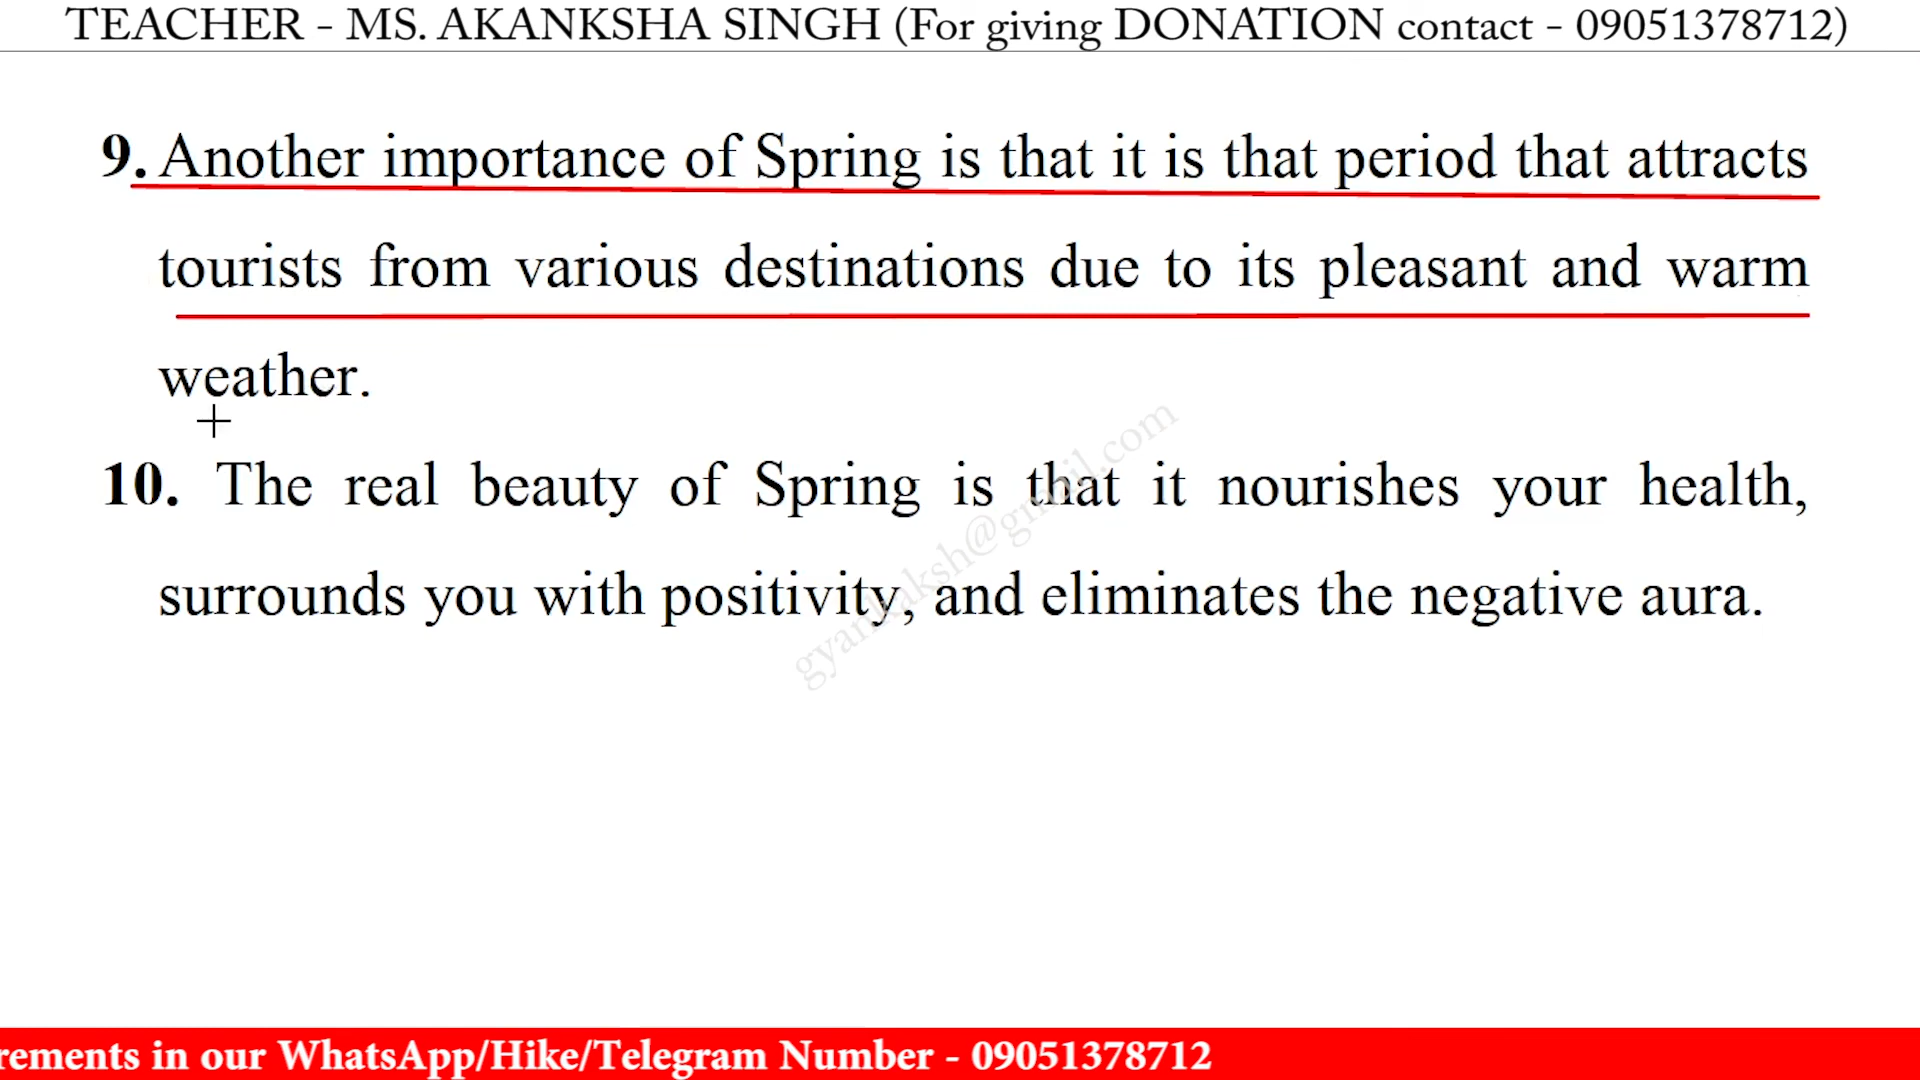 TEACHER - MS. AKANKSHA SINGH (For giving DONATION contact - 09051378712)
9. Another importance of Spring is that it is that period that attracts
tourists from various destinations due to its pleasant and warm
weather.
10. The real beauty of Spring is that it nourishes your health,
surrounds you with positivity, and eliminates the negative aura.
gyankaksh@gmail.com
rements in our WhatsApp/Hike/Telegram Number - 09051378712